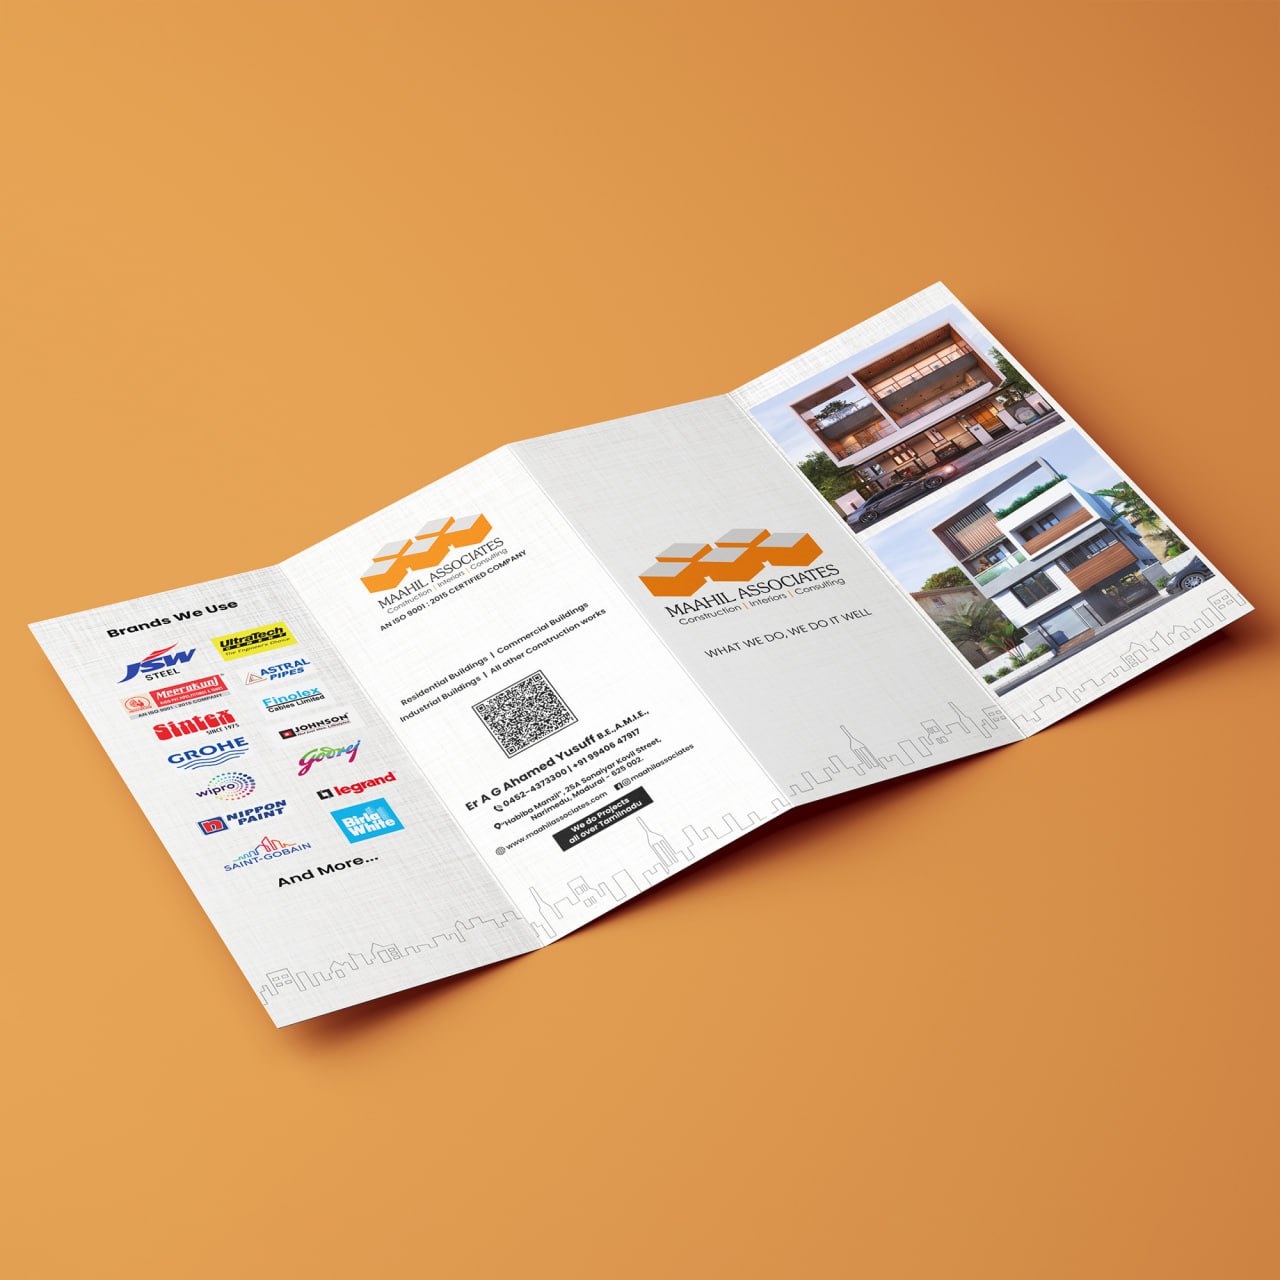 Brands We Use
JSW
STEEL
UltraTech
CEMENT
The Engineer's Choice
MeeraKunj
AN ISO 9001 : 2015 COMPANY
ASTRAL
PIPES
Sintex
SINCE 1975
Finolex
Cables Limited
GROHE
JOHNSON
Godrej
wipro
legrand
NIPPON
PAINT
Birla
White
SAINT-GOBAIN
And More...
MAAHIL ASSOCIATES
Construction | Interiors | Consulting
AN ISO 9001 : 2015 CERTIFIED COMPANY
Residential Buildings | Commercial Buildings
Industrial Buildings | All other Construction works
Er A G Ahamed Yusuff B.E.,A.M.I.E.,
0452-4373300 | +91 99406 47917
"Habiba Manzil", 25A Sonaiyar Kovil Street,
Narimedu, Madurai - 625 002.
www.maahilassociates.com maahilassociates
We do Projects
all over Tamilnadu
MAAHIL ASSOCIATES
Construction | Interiors | Consulting
WHAT WE DO, WE DO IT WELL